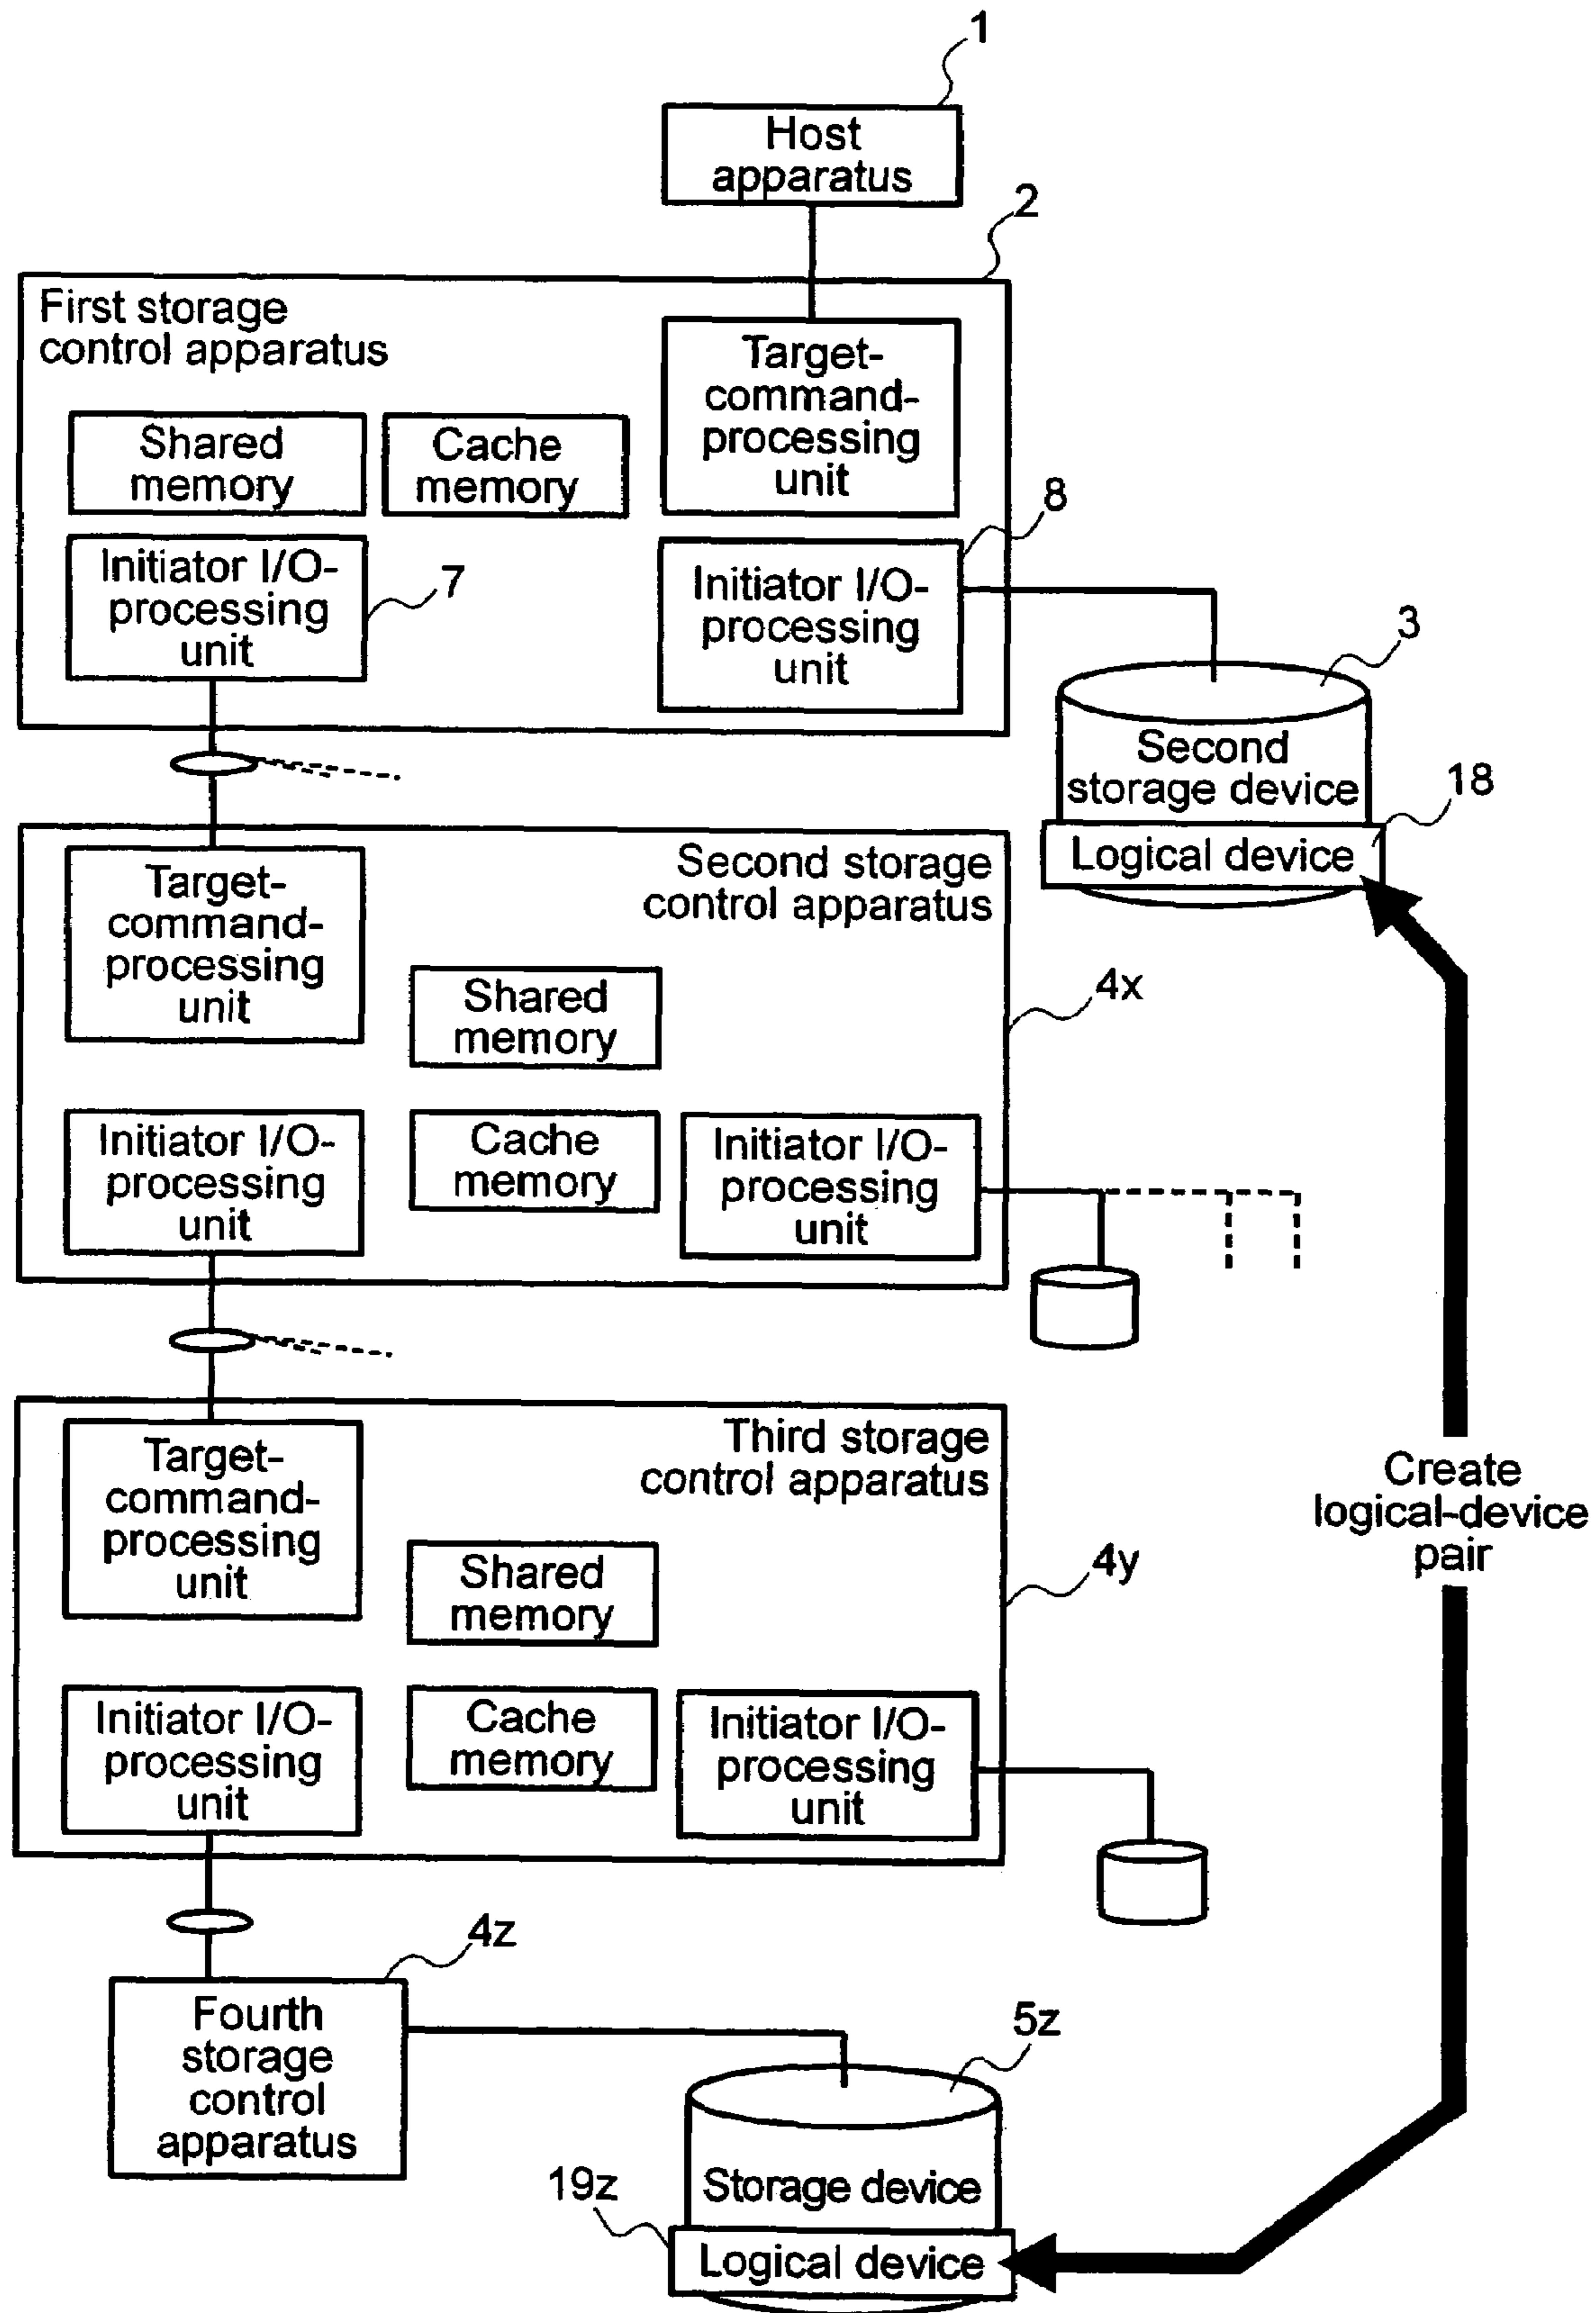 1
Host
apparatus
2
First storage
control apparatus
Target-
command-
processing
unit
Shared
memory
Cache
memory
8
Initiator I/O-
processing
unit
7
Initiator I/O-
processing
unit
3
Second
storage device
18
Logical device
Second storage
control apparatus
Target-
command-
processing
unit
Shared
memory
4x
Initiator I/O-
processing
unit
Cache
memory
Initiator I/O-
processing
unit
Third storage
control apparatus
Target-
command-
processing
unit
Create
logical-device
pair
Shared
memory
4y
Initiator I/O-
processing
unit
Cache
memory
Initiator I/O-
processing
unit
4z
Fourth
storage
control
apparatus
5z
Storage device
19z
Logical device